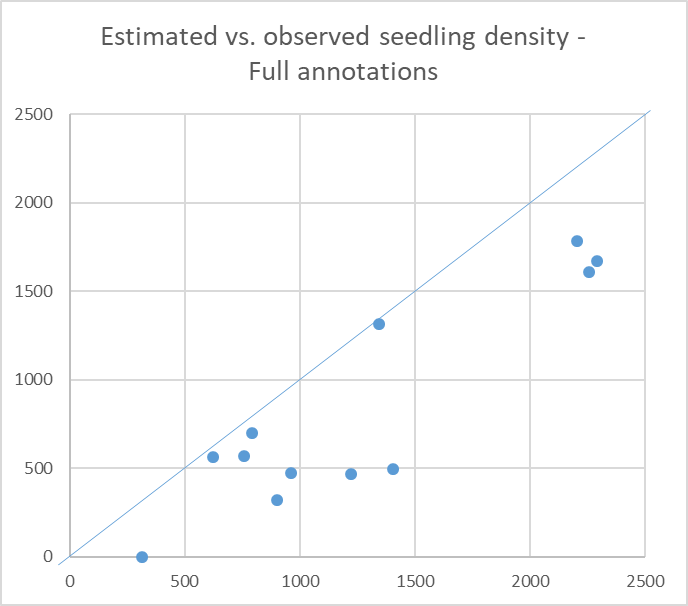 Estimated vs. observed seedling density -
Full annotations
2500
2000
1500
1000
500
0
0 500 1000 1500 2000 2500